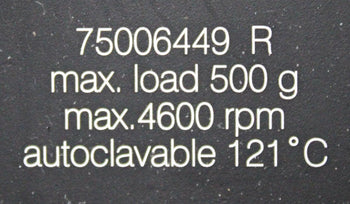 75006449 R
max. load 500 g
max.4600 rpm
autoclavable 121°C